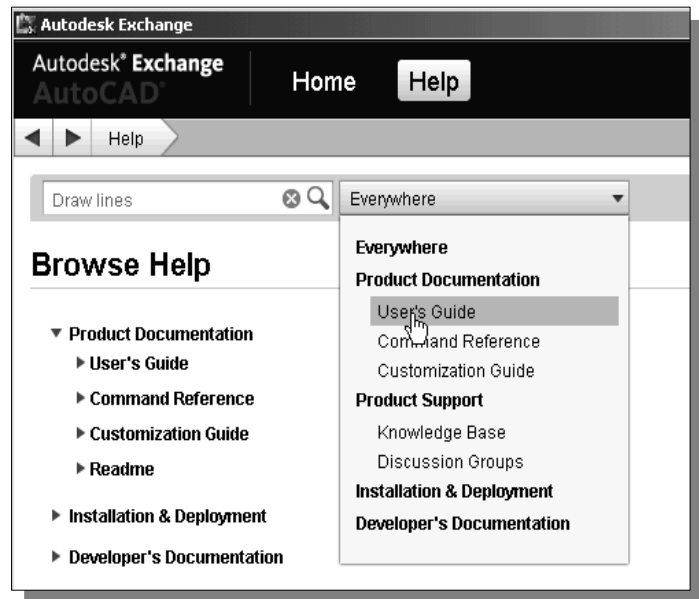 Autodesk Exchange
Autodesk® Exchange
AutoCAD®
Home
Help
Help
Draw lines
Everywhere
Browse Help
Product Documentation
User's Guide
Command Reference
Customization Guide
Readme
Installation & Deployment
Developer's Documentation
Everywhere
Product Documentation
User's Guide
Command Reference
Customization Guide
Product Support
Knowledge Base
Discussion Groups
Installation & Deployment
Developer's Documentation